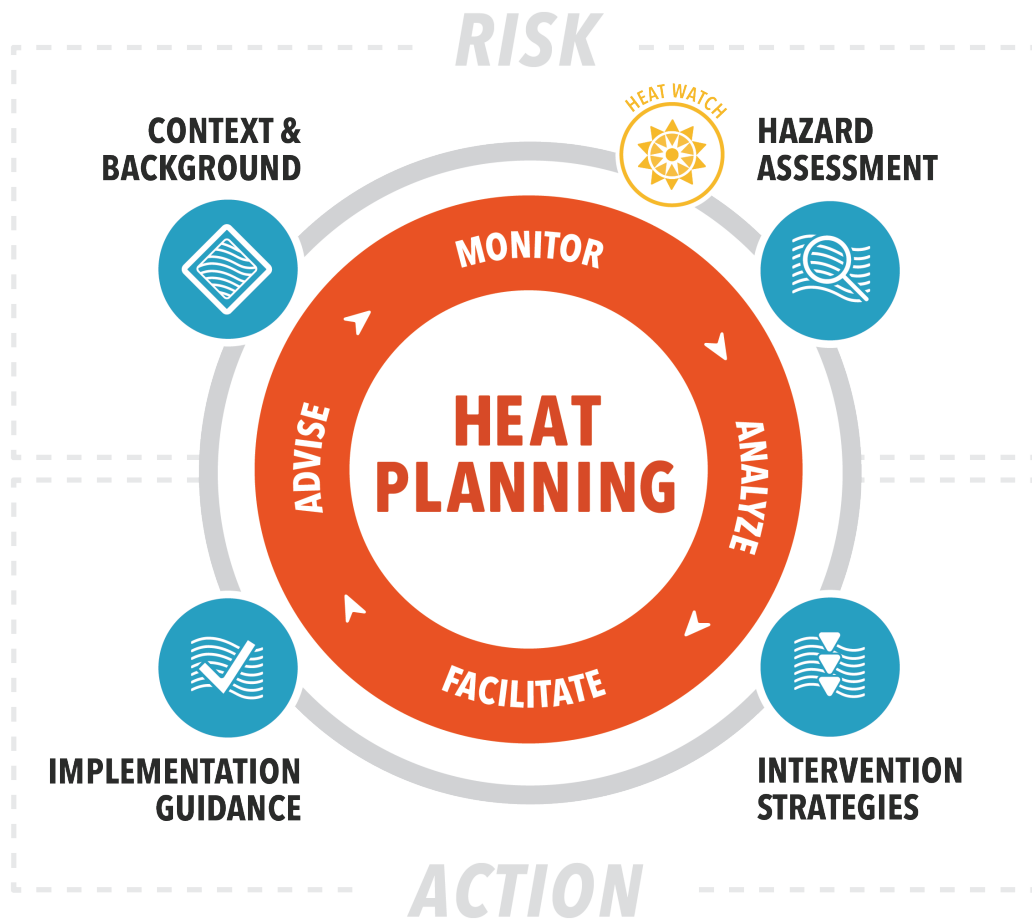 RISK
HEAT WATCH
CONTEXT &
BACKGROUND
HAZARD
ASSESSMENT
MONITOR
ANALYZE
FACILITATE
ADVISE
HEAT
PLANNING
IMPLEMENTATION
GUIDANCE
INTERVENTION
STRATEGIES
ACTION